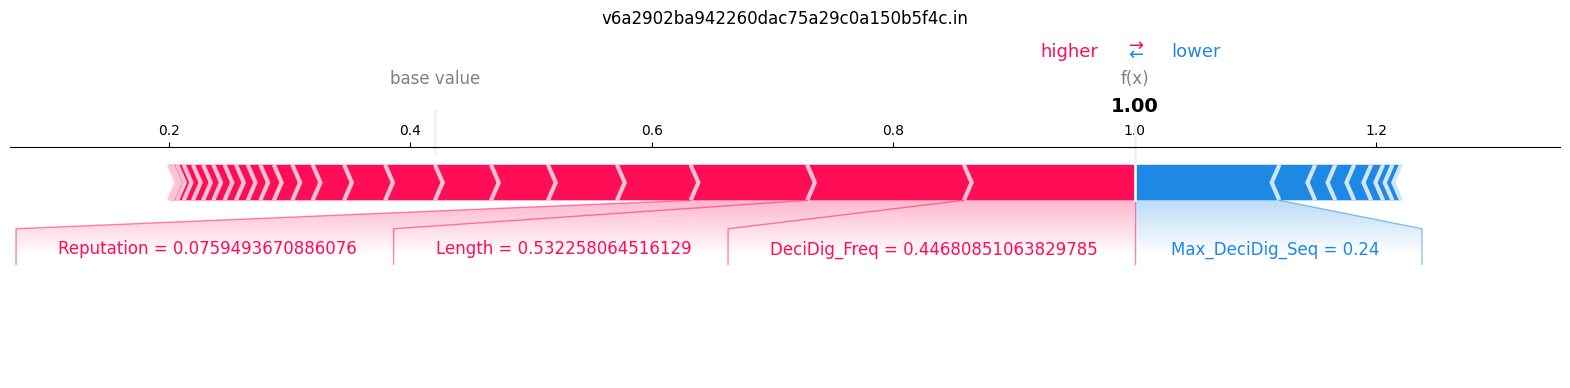 v6a2902ba942260dac75a29c0a150b5f4c.in
higher ⇄ lower
base value f(x)
1.00
0.2 0.4 0.6 0.8 1.0 1.2
Reputation = 0.0759493670886076 Length = 0.532258064516129 DeciDig_Freq = 0.44680851063829785 Max_DeciDig_Seq = 0.24